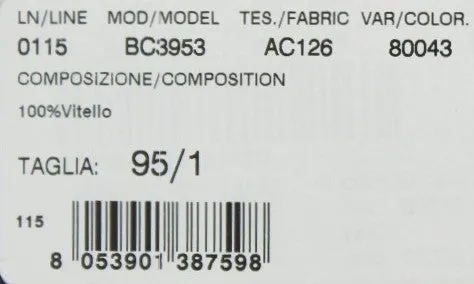 LN/LINE MOD/MODEL TES./FABRIC VAR/COLOR.
0115 BC3953 AC126 80043
COMPOSIZIONE/COMPOSITION
100%Vitello
TAGLIA: 95/1
115
8 053901 387598